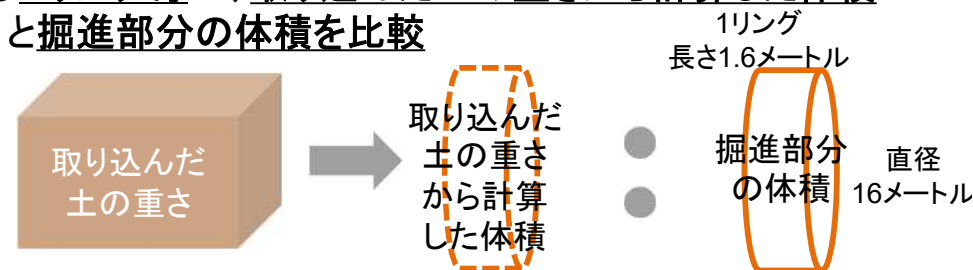 と掘進部分の体積を比較
1リング
長さ1.6メートル
取り込んだ
土の重さ
取り込んだ
土の重さ
から計算
した体積
掘進部分
の体積
直径
16メートル